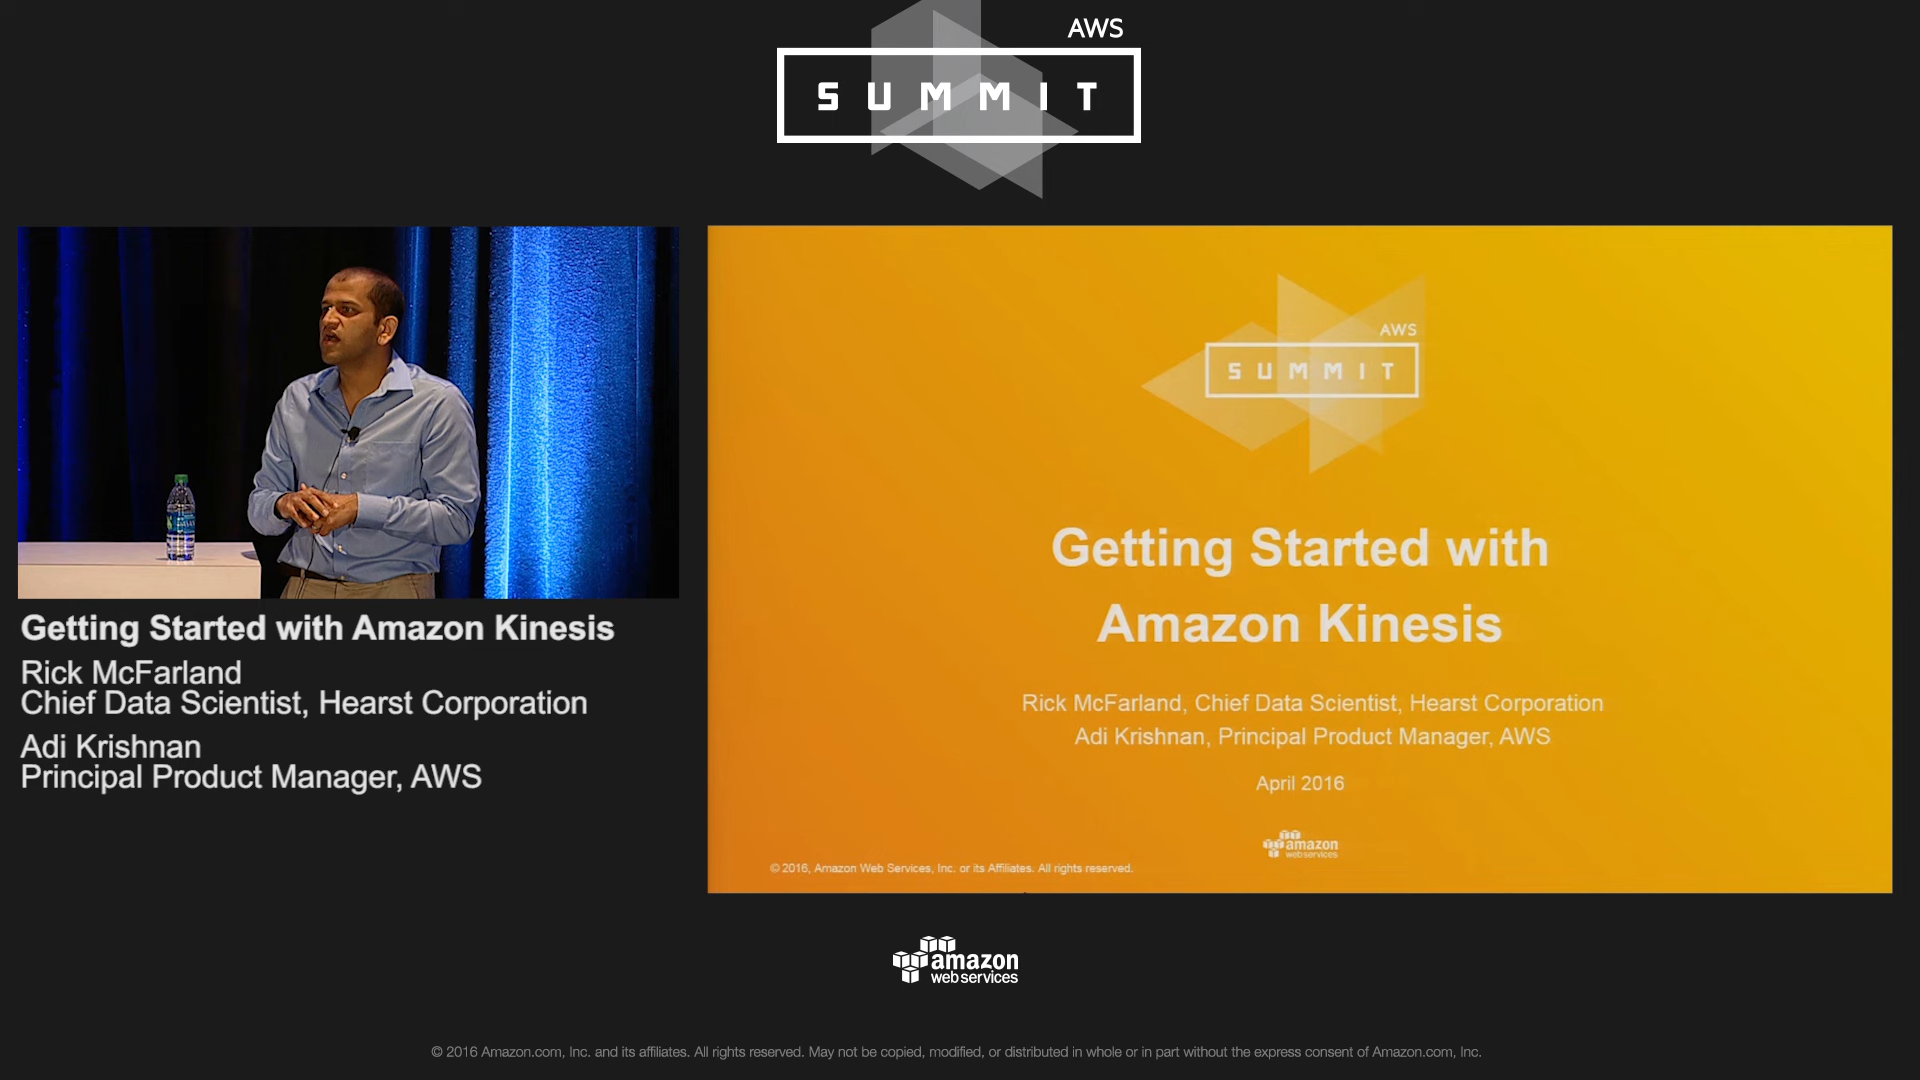 AWS
SUMMIT
Getting Started with Amazon Kinesis
Rick McFarland
Chief Data Scientist, Hearst Corporation
Adi Krishnan
Principal Product Manager, AWS
AWS
SUMMIT
Getting Started with
Amazon Kinesis
Rick McFarland, Chief Data Scientist, Hearst Corporation
Adi Krishnan, Principal Product Manager, AWS
April 2016
amazon
webservices
© 2016, Amazon Web Services, Inc. or its Affiliates. All rights reserved.
amazon
webservices
© 2016 Amazon.com, Inc. and its affiliates. All rights reserved. May not be copied, modified, or distributed in whole or in part without the express consent of Amazon.com, Inc.